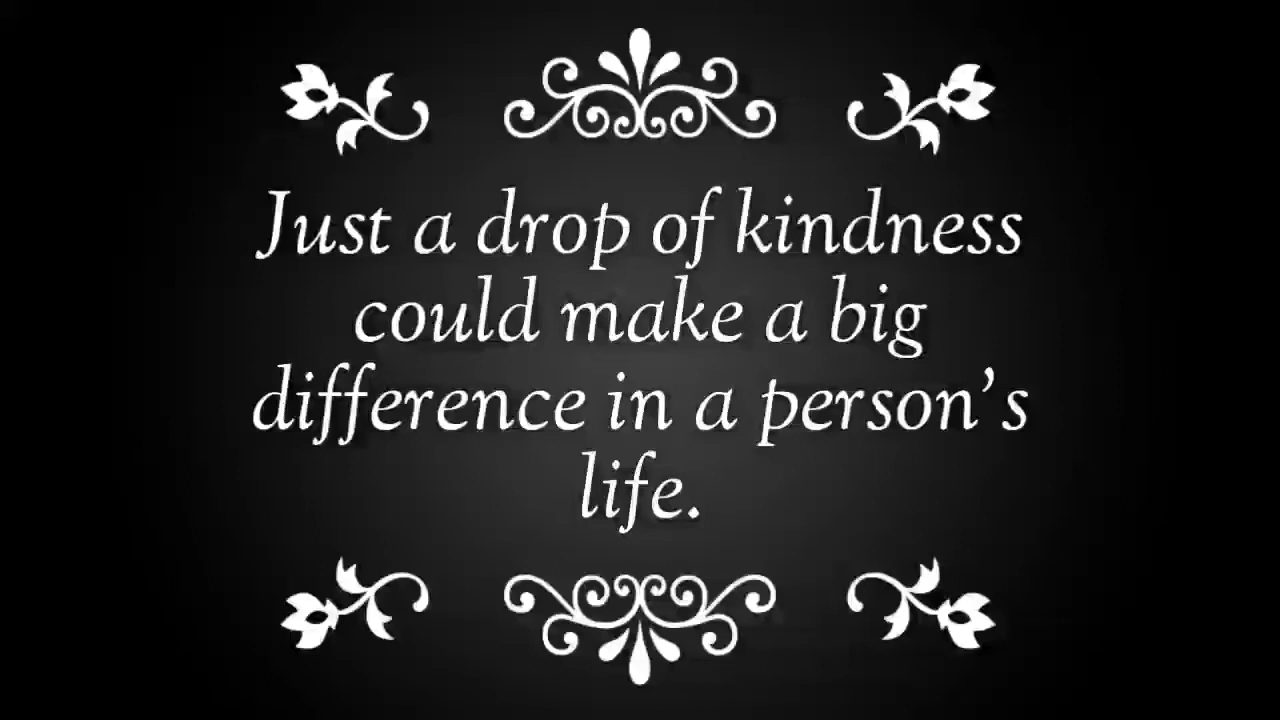 Just a drop of kindness
could make a big
difference in a person’s
life.